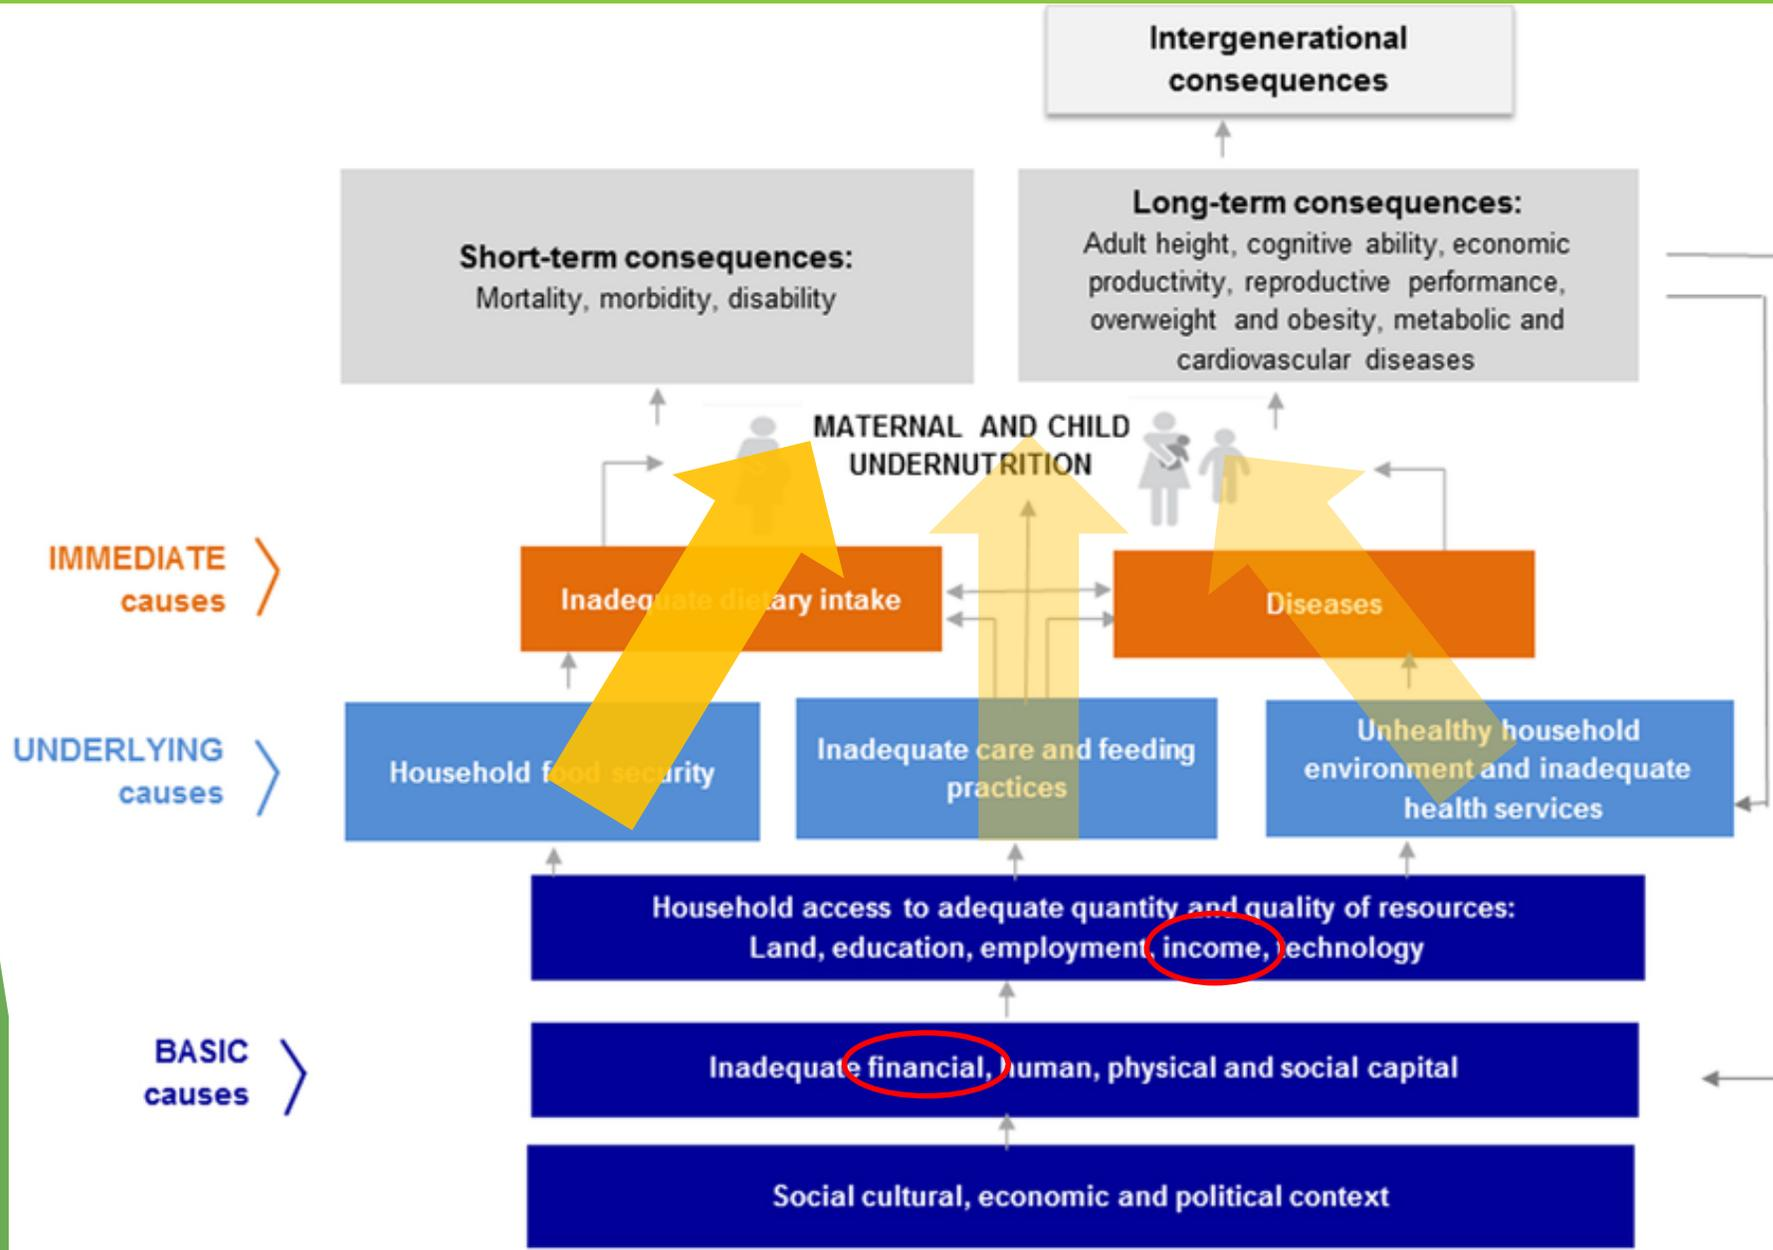 Intergenerational
consequences
Short-term consequences:
Mortality, morbidity, disability
Long-term consequences:
Adult height, cognitive ability, economic
productivity, reproductive performance,
overweight and obesity, metabolic and
cardiovascular diseases
MATERNAL AND CHILD
UNDERNUTRITION
IMMEDIATE
causes
Inadequate dietary intake
Diseases
UNDERLYING
causes
Household food security
Inadequate care and feeding
practices
Unhealthy household
environment and inadequate
health services
Household access to adequate quantity and quality of resources:
Land, education, employment, income, technology
BASIC
causes
Inadequate financial, human, physical and social capital
Social cultural, economic and political context